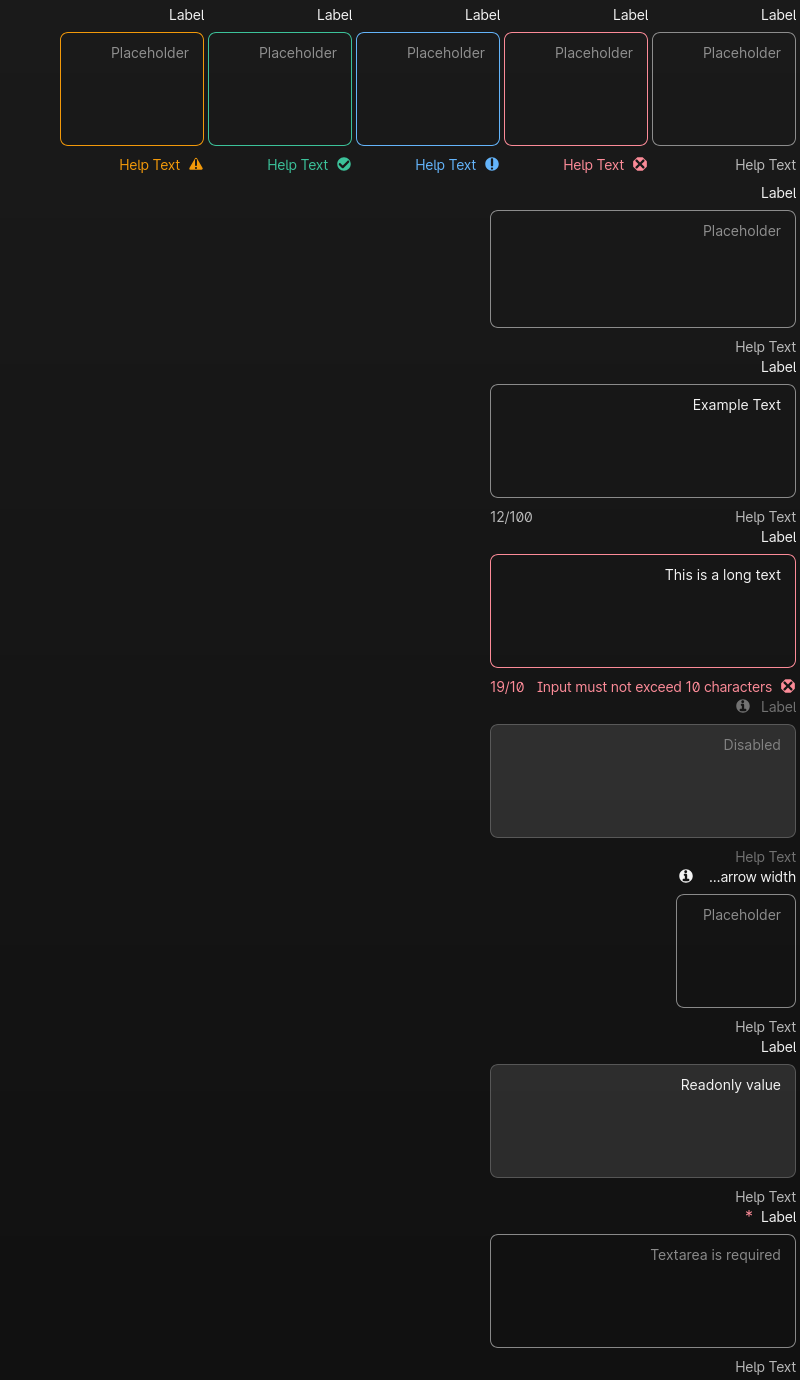 Label Label Label Label Label
Placeholder Placeholder Placeholder Placeholder Placeholder
Help Text Help Text Help Text Help Text Help Text
Label
Placeholder
Help Text
Label
Example Text
12/100 Help Text
Label
This is a long text
19/10 Input must not exceed 10 characters
Label
Disabled
Help Text
...arrow width
Placeholder
Help Text
Label
Readonly value
Help Text
* Label
Textarea is required
Help Text